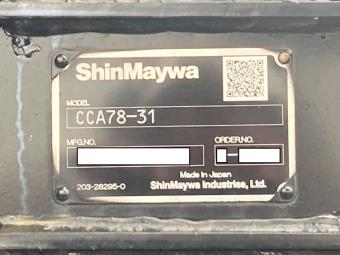 ShinMaywa
MODEL
CCA78-31
MFG.NO.
ORDER.NO.
Made in Japan
203-28295-0
ShinMaywa Industries, Ltd.